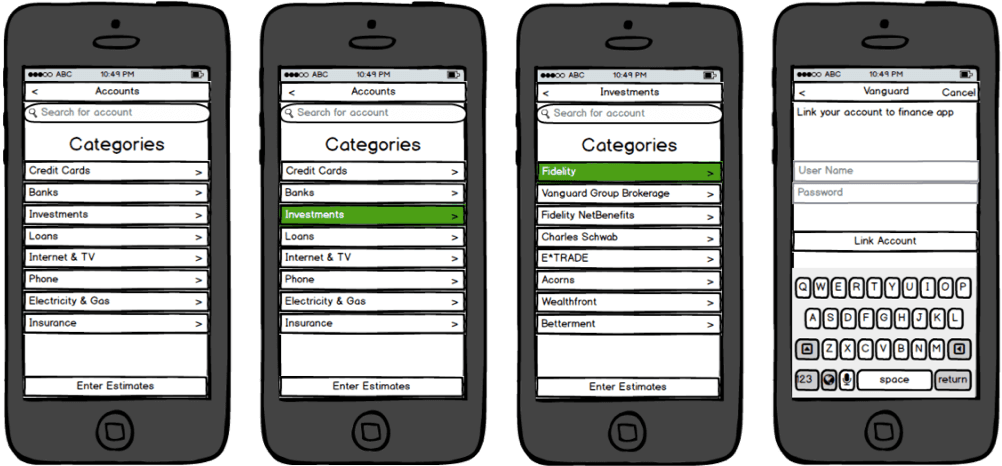 ●●●○○ ABC 10:49 PM
< Accounts
Search for account
Categories
Credit Cards >
Banks >
Investments >
Loans >
Internet & TV >
Phone >
Electricity & Gas >
Insurance >
Enter Estimates
●●●○○ ABC 10:49 PM
< Accounts
Search for account
Categories
Credit Cards >
Banks >
Investments >
Loans >
Internet & TV >
Phone >
Electricity & Gas >
Insurance >
Enter Estimates
●●●○○ ABC 10:49 PM
< Investments
Search for account
Categories
Fidelity >
Vanguard Group Brokerage >
Fidelity NetBenefits >
Charles Schwab >
E*TRADE >
Acorns >
Wealthfront >
Betterment >
Enter Estimates
●●●○○ ABC 10:49 PM
< Vanguard Cancel
Link your account to finance app
User Name
Password
Link Account
Q W E R T Y U I O P
A S D F G H J K L
Z X C V B N M
123 space return